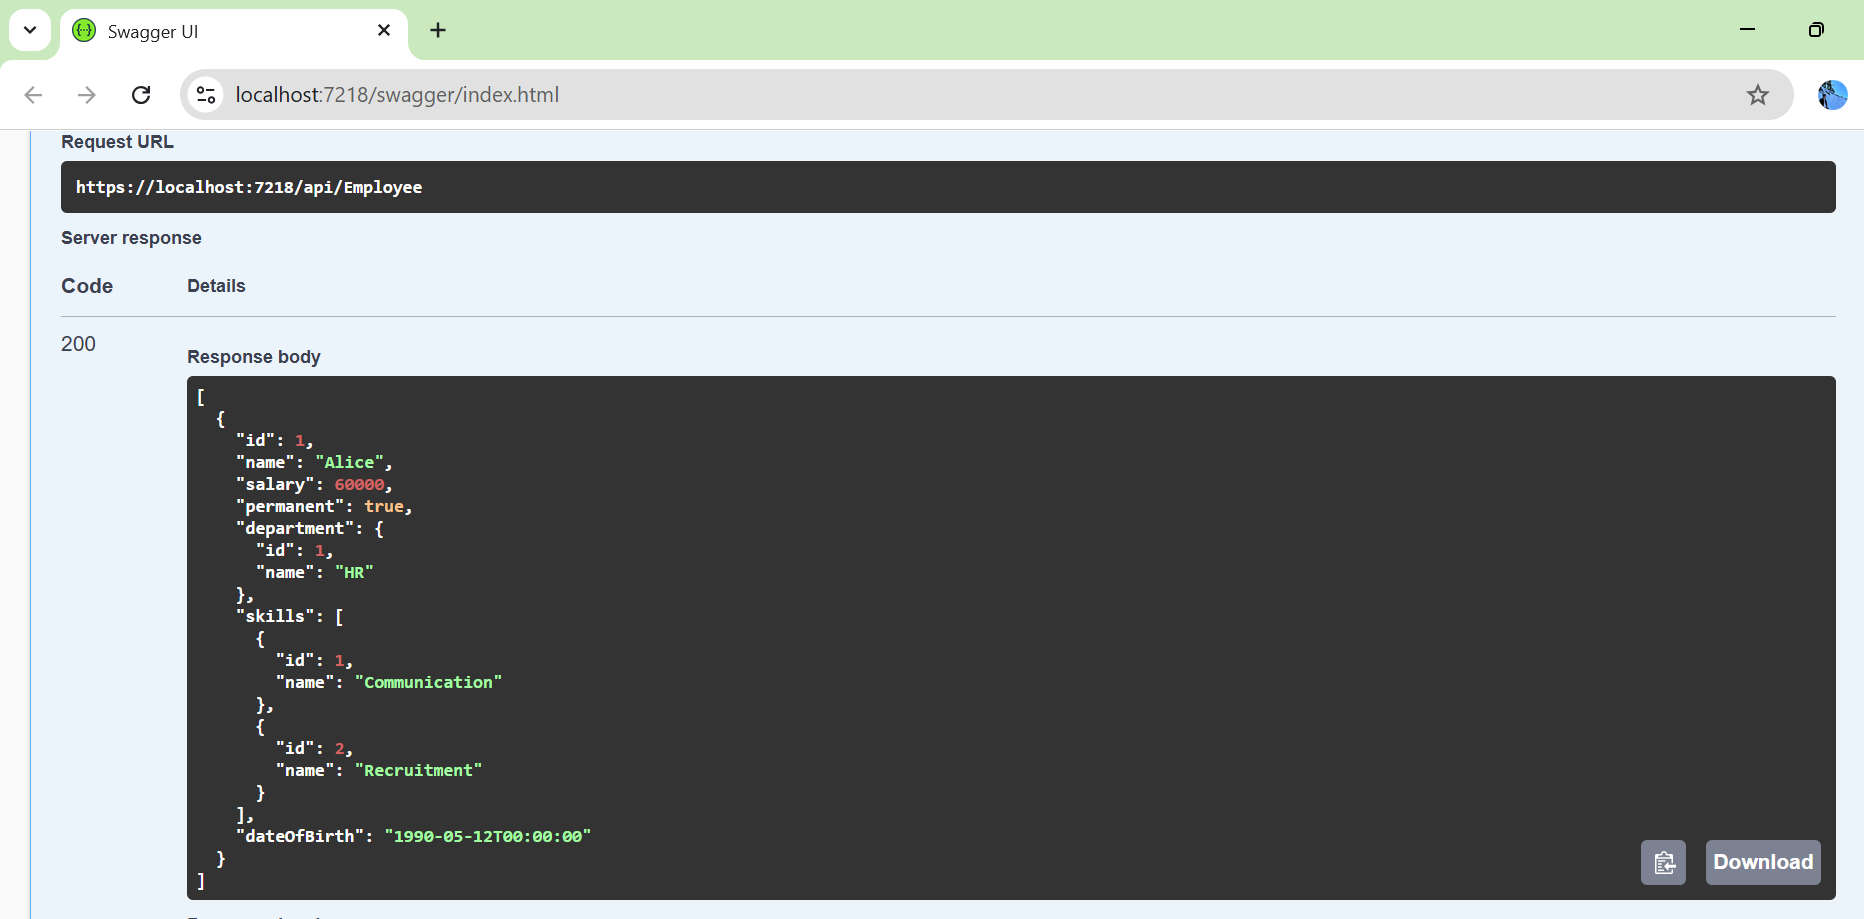 Swagger UI
localhost:7218/swagger/index.html
Request URL
https://localhost:7218/api/Employee
Server response
Code Details
200
Response body
[
  {
    "id": 1,
    "name": "Alice",
    "salary": 60000,
    "permanent": true,
    "department": {
      "id": 1,
      "name": "HR"
    },
    "skills": [
      {
        "id": 1,
        "name": "Communication"
      },
      {
        "id": 2,
        "name": "Recruitment"
      }
    ],
    "dateOfBirth": "1990-05-12T00:00:00"
  }
]
Download